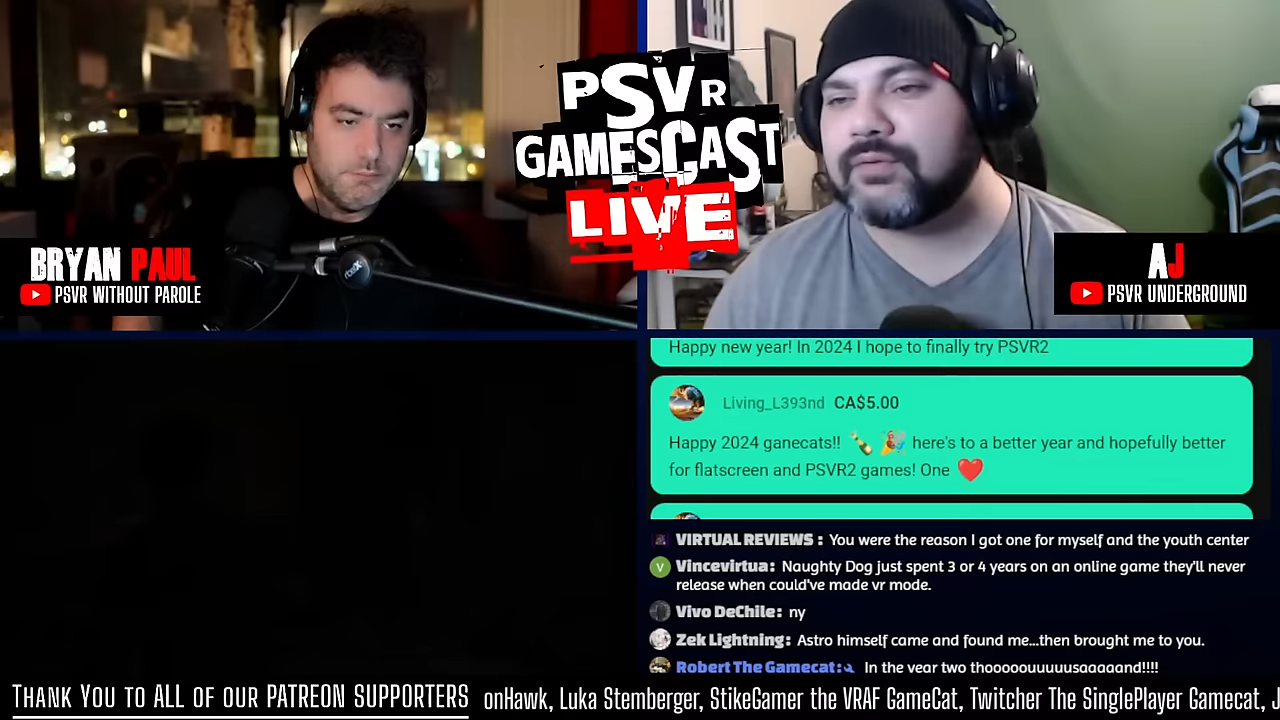 PSVR
GAMESCAST
LIVE
BRYAN PAUL
PSVR WITHOUT PAROLE
AJ
PSVR UNDERGROUND
Happy new year! In 2024 I hope to finally try PSVR2
Living_L393nd CA$5.00
Happy 2024 ganecats!! 🍾 🎉 here's to a better year and hopefully better
for flatscreen and PSVR2 games! One ❤️
VIRTUAL REVIEWS : You were the reason I got one for myself and the youth center
V
Vincevirtua: Naughty Dog just spent 3 or 4 years on an online game they'll never
release when could've made vr mode.
Vivo DeChile: ny
Zek Lightning: Astro himself came and found me...then brought me to you.
Robert The Gamecat:🔧 In the year two thooooouuuuusaaaaand!!!!
THANK YOU TO ALL OF OUR PATREON SUPPORTERS onHawk, Luka Stemberger, StikeGamer the VRAF GameCat, Twitcher The SinglePlayer Gamecat, J